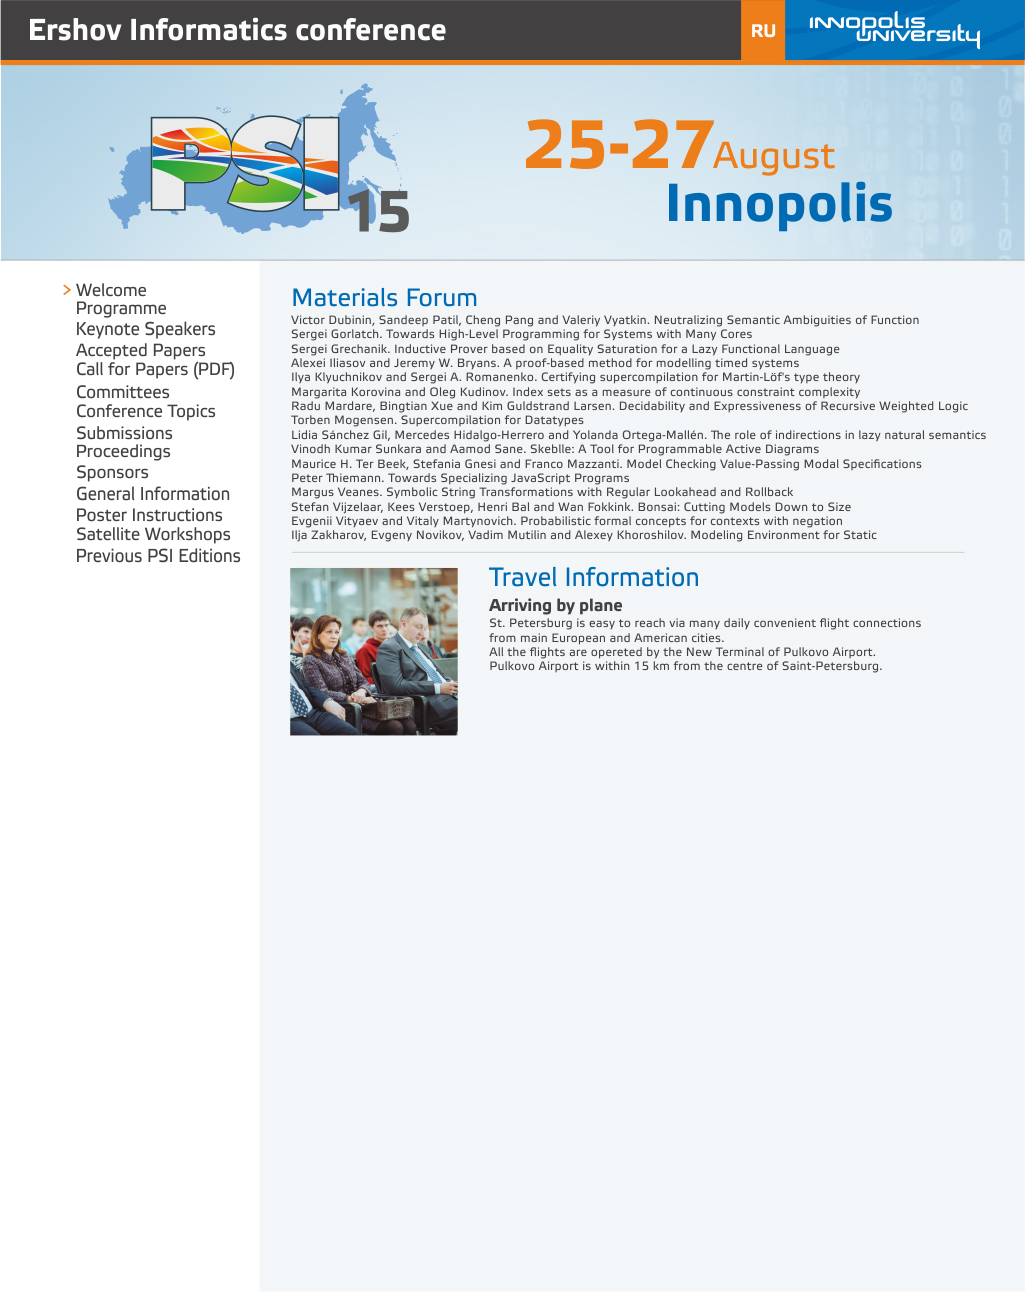 Ershov Informatics conference
RU
INNOPOLIS
UNIVERSITY
PSI
15
25-27 August
Innopolis
> Welcome
Programme
Keynote Speakers
Accepted Papers
Call for Papers (PDF)
Committees
Conference Topics
Submissions
Proceedings
Sponsors
General Information
Poster Instructions
Satellite Workshops
Previous PSI Editions
Materials Forum
Victor Dubinin, Sandeep Patil, Cheng Pang and Valeriy Vyatkin. Neutralizing Semantic Ambiguities of Function
Sergei Gorlatch. Towards High-Level Programming for Systems with Many Cores
Sergei Grechanik. Inductive Prover based on Equality Saturation for a Lazy Functional Language
Alexei Iliasov and Jeremy W. Bryans. A proof-based method for modelling timed systems
Ilya Klyuchnikov and Sergei A. Romanenko. Certifying supercompilation for Martin-Löf's type theory
Margarita Korovina and Oleg Kudinov. Index sets as a measure of continuous constraint complexity
Radu Mardare, Bingtian Xue and Kim Guldstrand Larsen. Decidability and Expressiveness of Recursive Weighted Logic
Torben Mogensen. Supercompilation for Datatypes
Lidia Sánchez Gil, Mercedes Hidalgo-Herrero and Yolanda Ortega-Mallén. The role of indirections in lazy natural semantics
Vinodh Kumar Sunkara and Aamod Sane. Skeblle: A Tool for Programmable Active Diagrams
Maurice H. Ter Beek, Stefania Gnesi and Franco Mazzanti. Model Checking Value-Passing Modal Specifications
Peter Thiemann. Towards Specializing JavaScript Programs
Margus Veanes. Symbolic String Transformations with Regular Lookahead and Rollback
Stefan Vijzelaar, Kees Verstoep, Henri Bal and Wan Fokkink. Bonsai: Cutting Models Down to Size
Evgenii Vityaev and Vitaly Martynovich. Probabilistic formal concepts for contexts with negation
Ilja Zakharov, Evgeny Novikov, Vadim Mutilin and Alexey Khoroshilov. Modeling Environment for Static
Travel Information
Arriving by plane
St. Petersburg is easy to reach via many daily convenient flight connections
from main European and American cities.
All the flights are opereted by the New Terminal of Pulkovo Airport.
Pulkovo Airport is within 15 km from the centre of Saint-Petersburg.